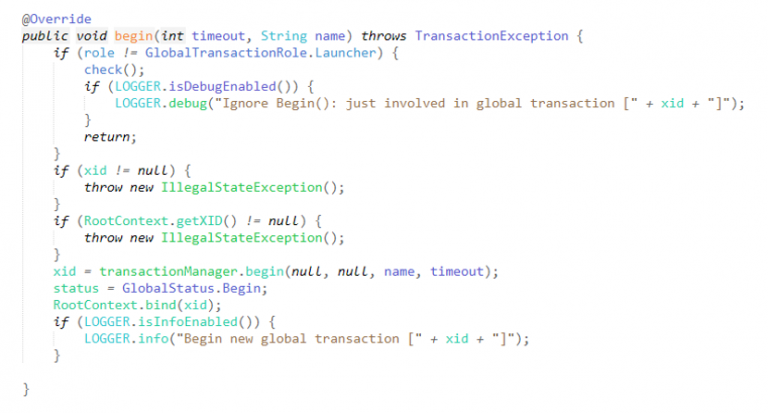 @Override
public void begin(int timeout, String name) throws TransactionException {
    if (role != GlobalTransactionRole.Launcher) {
        check();
        if (LOGGER.isDebugEnabled()) {
            LOGGER.debug("Ignore Begin(): just involved in global transaction [" + xid + "]");
        }
        return;
    }
    if (xid != null) {
        throw new IllegalStateException();
    }
    if (RootContext.getXID() != null) {
        throw new IllegalStateException();
    }
    xid = transactionManager.begin(null, null, name, timeout);
    status = GlobalStatus.Begin;
    RootContext.bind(xid);
    if (LOGGER.isInfoEnabled()) {
        LOGGER.info("Begin new global transaction [" + xid + "]");
    }

}